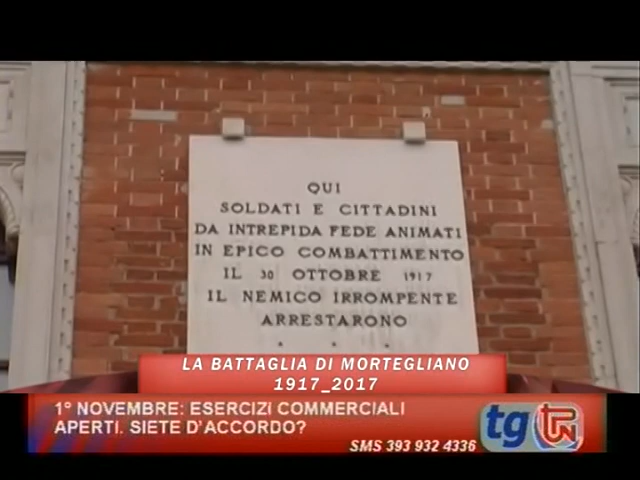 QUI
SOLDATI E CITTADINI
DA INTREPIDA FEDE ANIMATI
IN EPICO COMBATTIMENTO
IL 30 OTTOBRE 1917
IL NEMICO IRROMPENTE
ARRESTARONO
LA BATTAGLIA DI MORTEGLIANO
1917_2017
1° NOVEMBRE: ESERCIZI COMMERCIALI
APERTI. SIETE D'ACCORDO?
SMS 393 932 4336
tg TPN